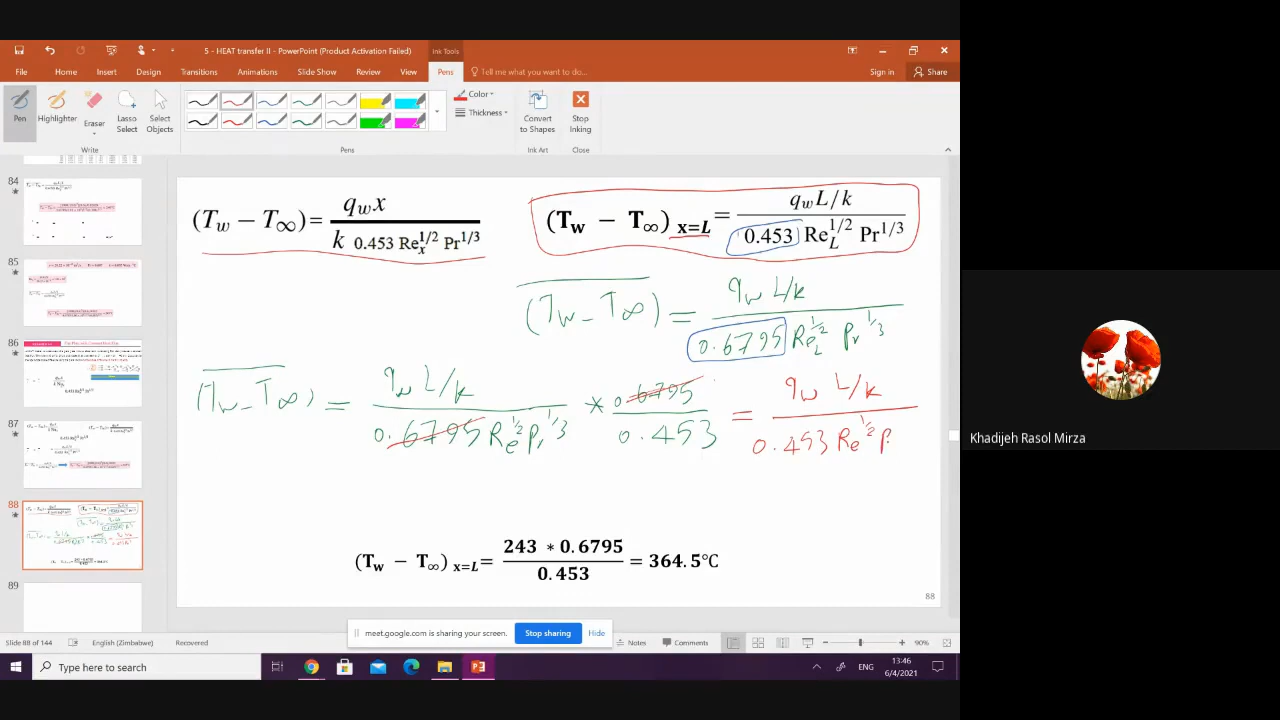 5 - HEAT transfer II - PowerPoint (Product Activation Failed)
Ink Tools
File Home Insert Design Transitions Animations Slide Show Review View Pens Tell me what you want to do... Sign in Share
Pen Highlighter Eraser Lasso Select Select Objects
Color
Thickness
Convert to Shapes
Stop Inking
Write Pens Ink Art Close
84
85
86
87
88
89
(T_w − T_∞) = q_w x / k 0.453 Re_x^1/2 Pr^1/3
(T_w − T_∞)_x=L = q_w L/k / 0.453 Re_L^1/2 Pr^1/3
(T_w − T_∞) = q_w L/k / 0.6795 Re_L^1/2 Pr^1/3
(T_w − T_∞) = q_w L/k / 0.6795 Re^1/2 Pr^1/3 * 0.6795 / 0.453 = q_w L/k / 0.453 Re^1/2 P
(T_w − T_∞)_x=L = 243 * 0.6795 / 0.453 = 364.5℃
88
Khadijeh Rasol Mirza
meet.google.com is sharing your screen. Stop sharing Hide
Slide 88 of 144 English (Zimbabwe) Recovered Notes Comments 90%
Type here to search
ENG
13:46
6/4/2021